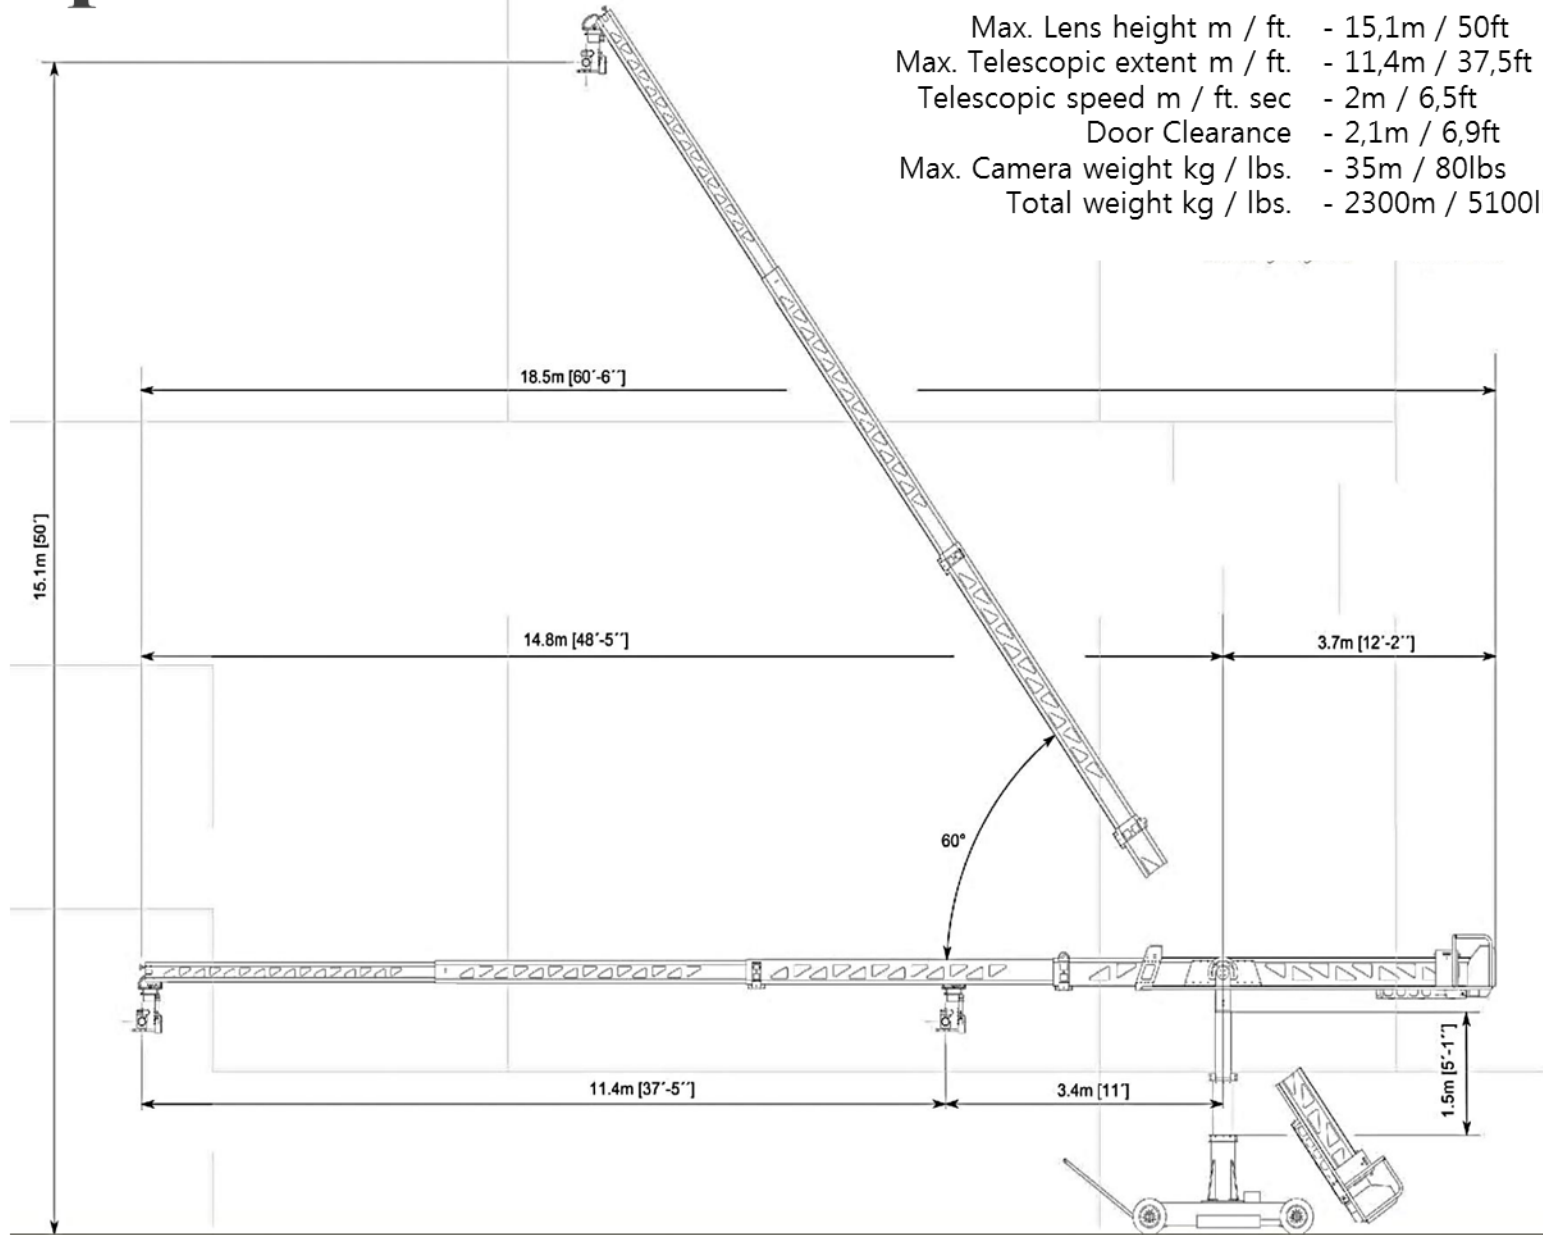 Max. Lens height m / ft. - 15,1m / 50ft
Max. Telescopic extent m / ft. - 11,4m / 37,5ft
Telescopic speed m / ft. sec - 2m / 6,5ft
Door Clearance - 2,1m / 6,9ft
Max. Camera weight kg / lbs. - 35m / 80lbs
Total weight kg / lbs. - 2300m / 5100l
18.5m [60´-6´´]
15.1m [50´]
14.8m [48´-5´´]
3.7m [12´-2´´]
60°
11.4m [37´-5´´]
3.4m [11´]
1.5m [5´-1´´]